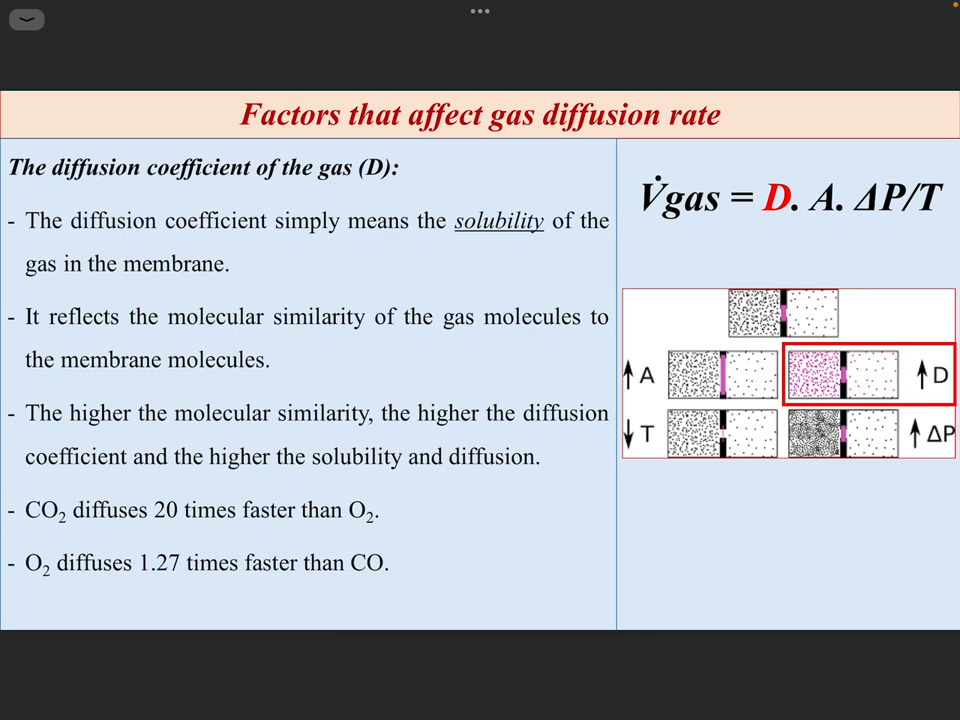 Factors that affect gas diffusion rate
The diffusion coefficient of the gas (D):
- The diffusion coefficient simply means the solubility of the
gas in the membrane.
- It reflects the molecular similarity of the gas molecules to
the membrane molecules.
- The higher the molecular similarity, the higher the diffusion
coefficient and the higher the solubility and diffusion.
- CO₂ diffuses 20 times faster than O₂.
- O₂ diffuses 1.27 times faster than CO.
V̇gas = D. A. ΔP/T
↑ A
↑ D
↓ T
↑ ΔP